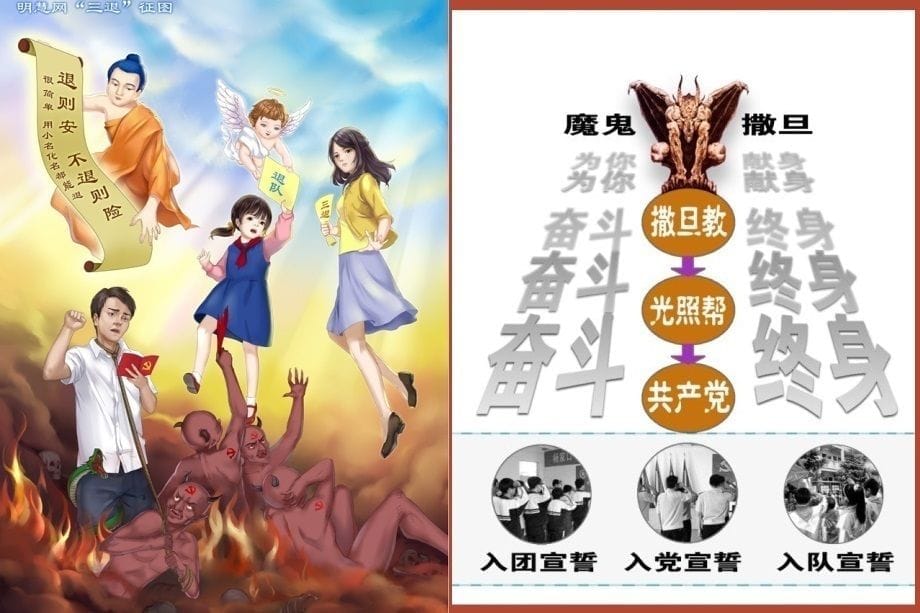 明慧网“三退”征图
退则安 不退则险
很简单 用小名化名都能退
退队
三退
魔鬼 撒旦
为你 献身
为你 献身
奋斗 终身
奋斗 终身
奋斗 终身
撒旦教
光照帮
共产党
入团宣誓 入党宣誓 入队宣誓